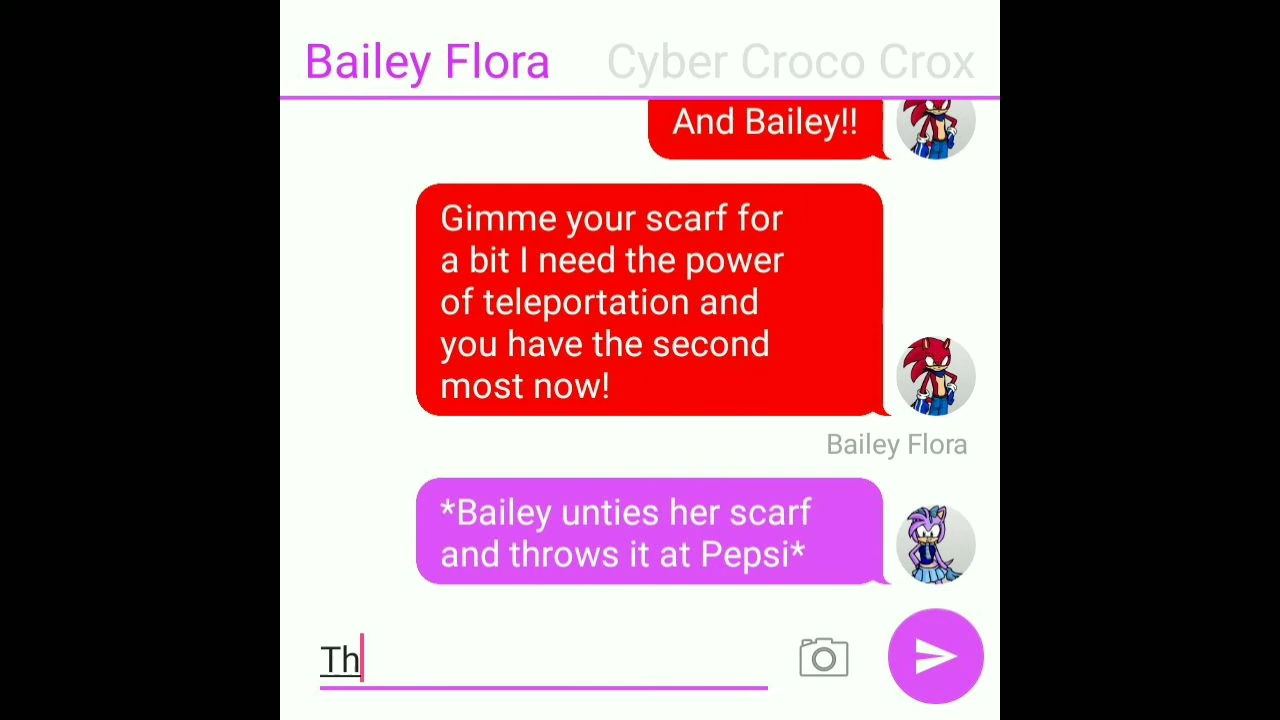 Bailey Flora Cyber Croco Crox
And Bailey!!
Gimme your scarf for
a bit I need the power
of teleportation and
you have the second
most now!
Bailey Flora
*Bailey unties her scarf
and throws it at Pepsi*
Th